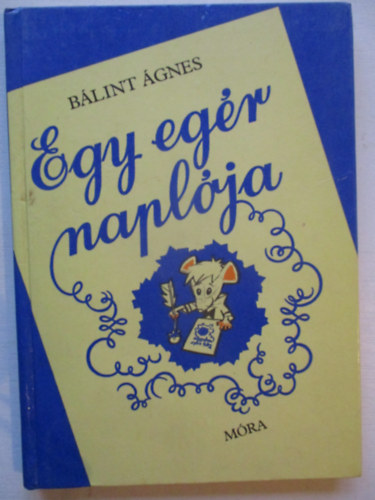 BÁLINT ÁGNES
Egy egér
naplója
MÓRA